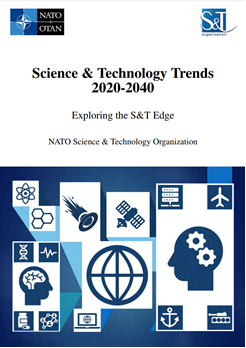 NATO
OTAN
S&T
organization
Science & Technology Trends
2020-2040
Exploring the S&T Edge
NATO Science & Technology Organization